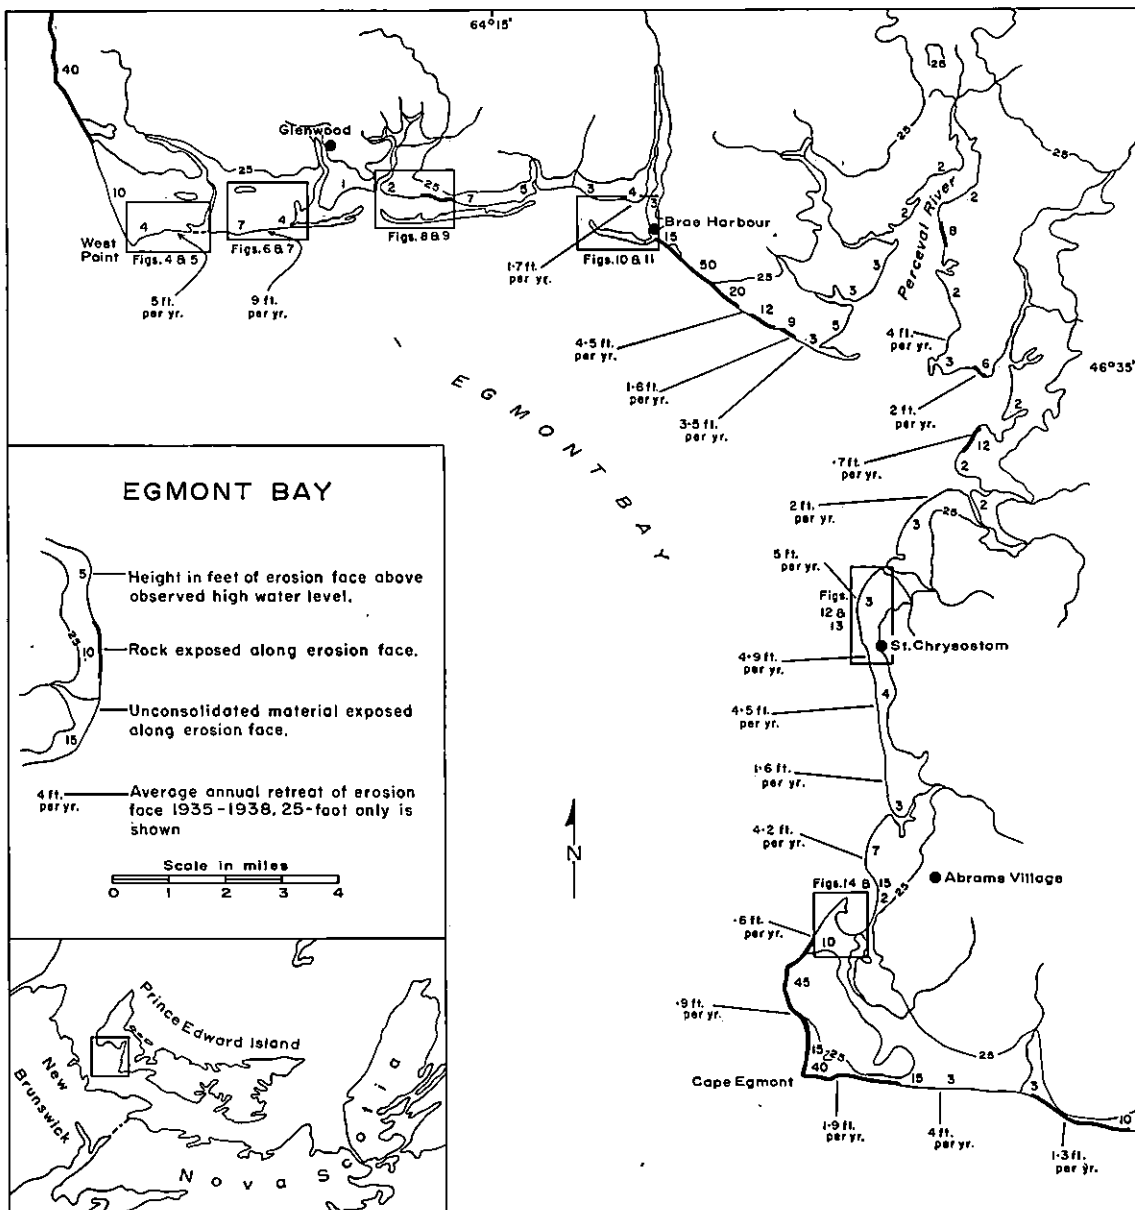 64°15'
40
25
Glenwood
25
25
2
10
1
2
25
7
5
3
4
3
2
Perceval River
2
8
Brae Harbour
15
4
7
4
West Point
Figs. 4 & 5
Figs. 6 & 7
Figs. 8 & 9
Figs. 10 & 11
50
25
3
20
3
2
5 ft. per yr.
9 ft. per yr.
1·7 ft. per yr.
12
9
3
5
4 ft. per yr.
4·5 ft. per yr.
3
6
46°35'
1·6 ft. per yr.
2 ft. per yr.
2
3·5 ft. per yr.
2
EGMONT BAY
·7 ft. per yr.
12
2
2 ft. per yr.
3
2
25
5 ft. per yr.
Figs. 12 & 13
3
St. Chrysostom
4·9 ft. per yr.
4·5 ft. per yr.
4
1·6 ft. per yr.
3
4·2 ft. per yr.
7
Figs. 14 & 15
2
25
Abrams Village
·6 ft. per yr.
10
45
·9 ft. per yr.
15
25
25
40
Cape Egmont
15
3
3
10
1·9 ft. per yr.
4 ft. per yr.
1·3 ft. per yr.
N
EGMONT BAY
5
Height in feet of erosion face above
observed high water level.
25
10
Rock exposed along erosion face.
Unconsolidated material exposed
along erosion face.
15
4 ft. per yr.
Average annual retreat of erosion
face 1935-1938, 25-foot only is
shown
Scale in miles
0 1 2 3 4
Prince Edward Island
New Brunswick
Nova Scotia